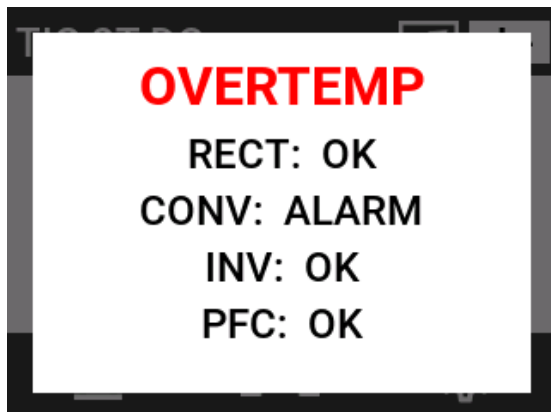 OVERTEMP
RECT: OK
CONV: ALARM
INV: OK
PFC: OK